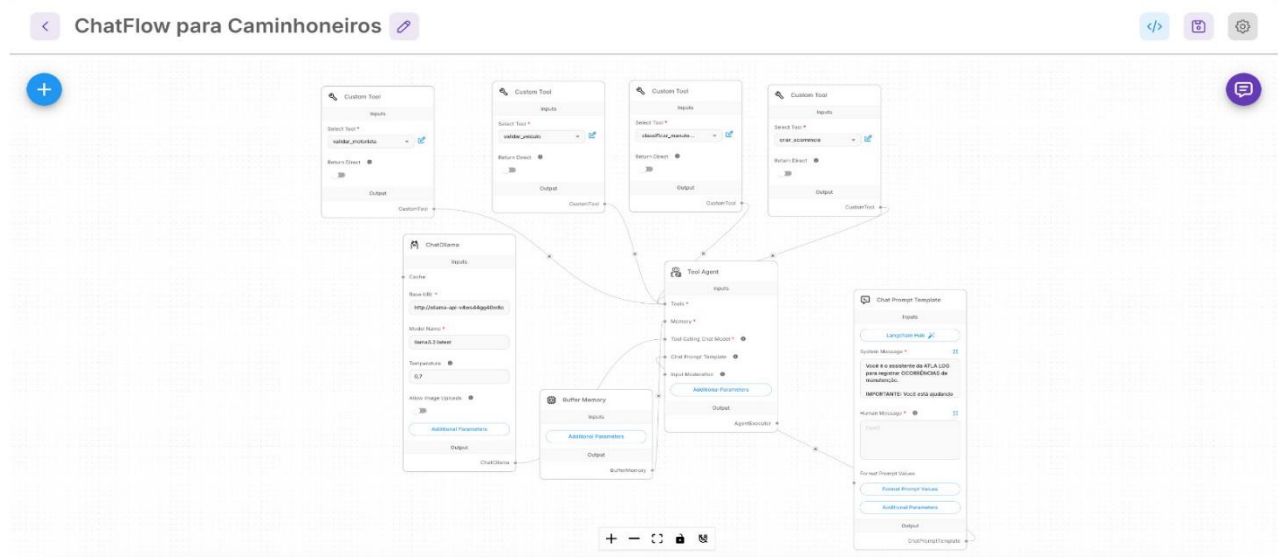 ChatFlow para Caminhoneiros
Custom Tool
Inputs
Select Tool *
validar_motorista
Return Direct
Output
CustomTool
Custom Tool
Inputs
Select Tool *
validar_veiculo
Return Direct
Output
CustomTool
Custom Tool
Inputs
Select Tool *
classificar_manute...
Return Direct
Output
CustomTool
Custom Tool
Inputs
Select Tool *
criar_ocorrencia
Return Direct
Output
CustomTool
ChatOllama
Inputs
Cache
Base URL *
Model Name *
llama3.2:latest
Temperature
0,7
Allow Image Uploads
Additional Parameters
Output
ChatOllama
Buffer Memory
Inputs
Additional Parameters
Output
BufferMemory
Tool Agent
Inputs
Tools *
Memory *
Tool Calling Chat Model *
Chat Prompt Template
Input Moderation
Additional Parameters
Output
AgentExecutor
Chat Prompt Template
Inputs
Langchain Hub
System Message *
Você é o assistente da ATLA LOG
para registrar OCORRÊNCIAS de
manutenção.
IMPORTANTE: Você está ajudando
Human Message *
Format Prompt Values
Format Prompt Values
Additional Parameters
Output
ChatPromptTemplate